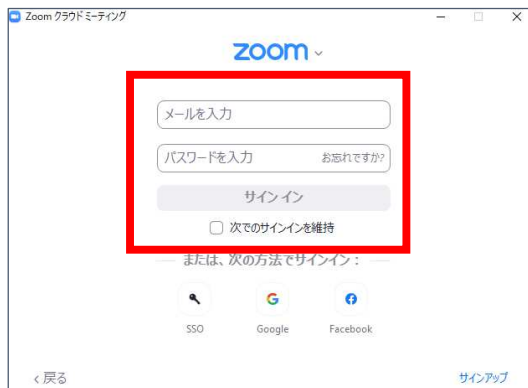 Zoom クラウド ミーティング
zoom
メールを入力
パスワードを入力 お忘れですか?
サインイン
次でのサインインを維持
または、次の方法でサインイン：
SSO Google Facebook
戻る サインアップ